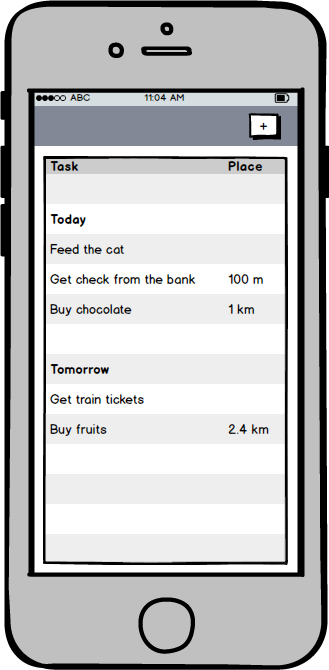 ABC 11:04 AM
+
Task Place
Today
Feed the cat
Get check from the bank 100 m
Buy chocolate 1 km
Tomorrow
Get train tickets
Buy fruits 2.4 km